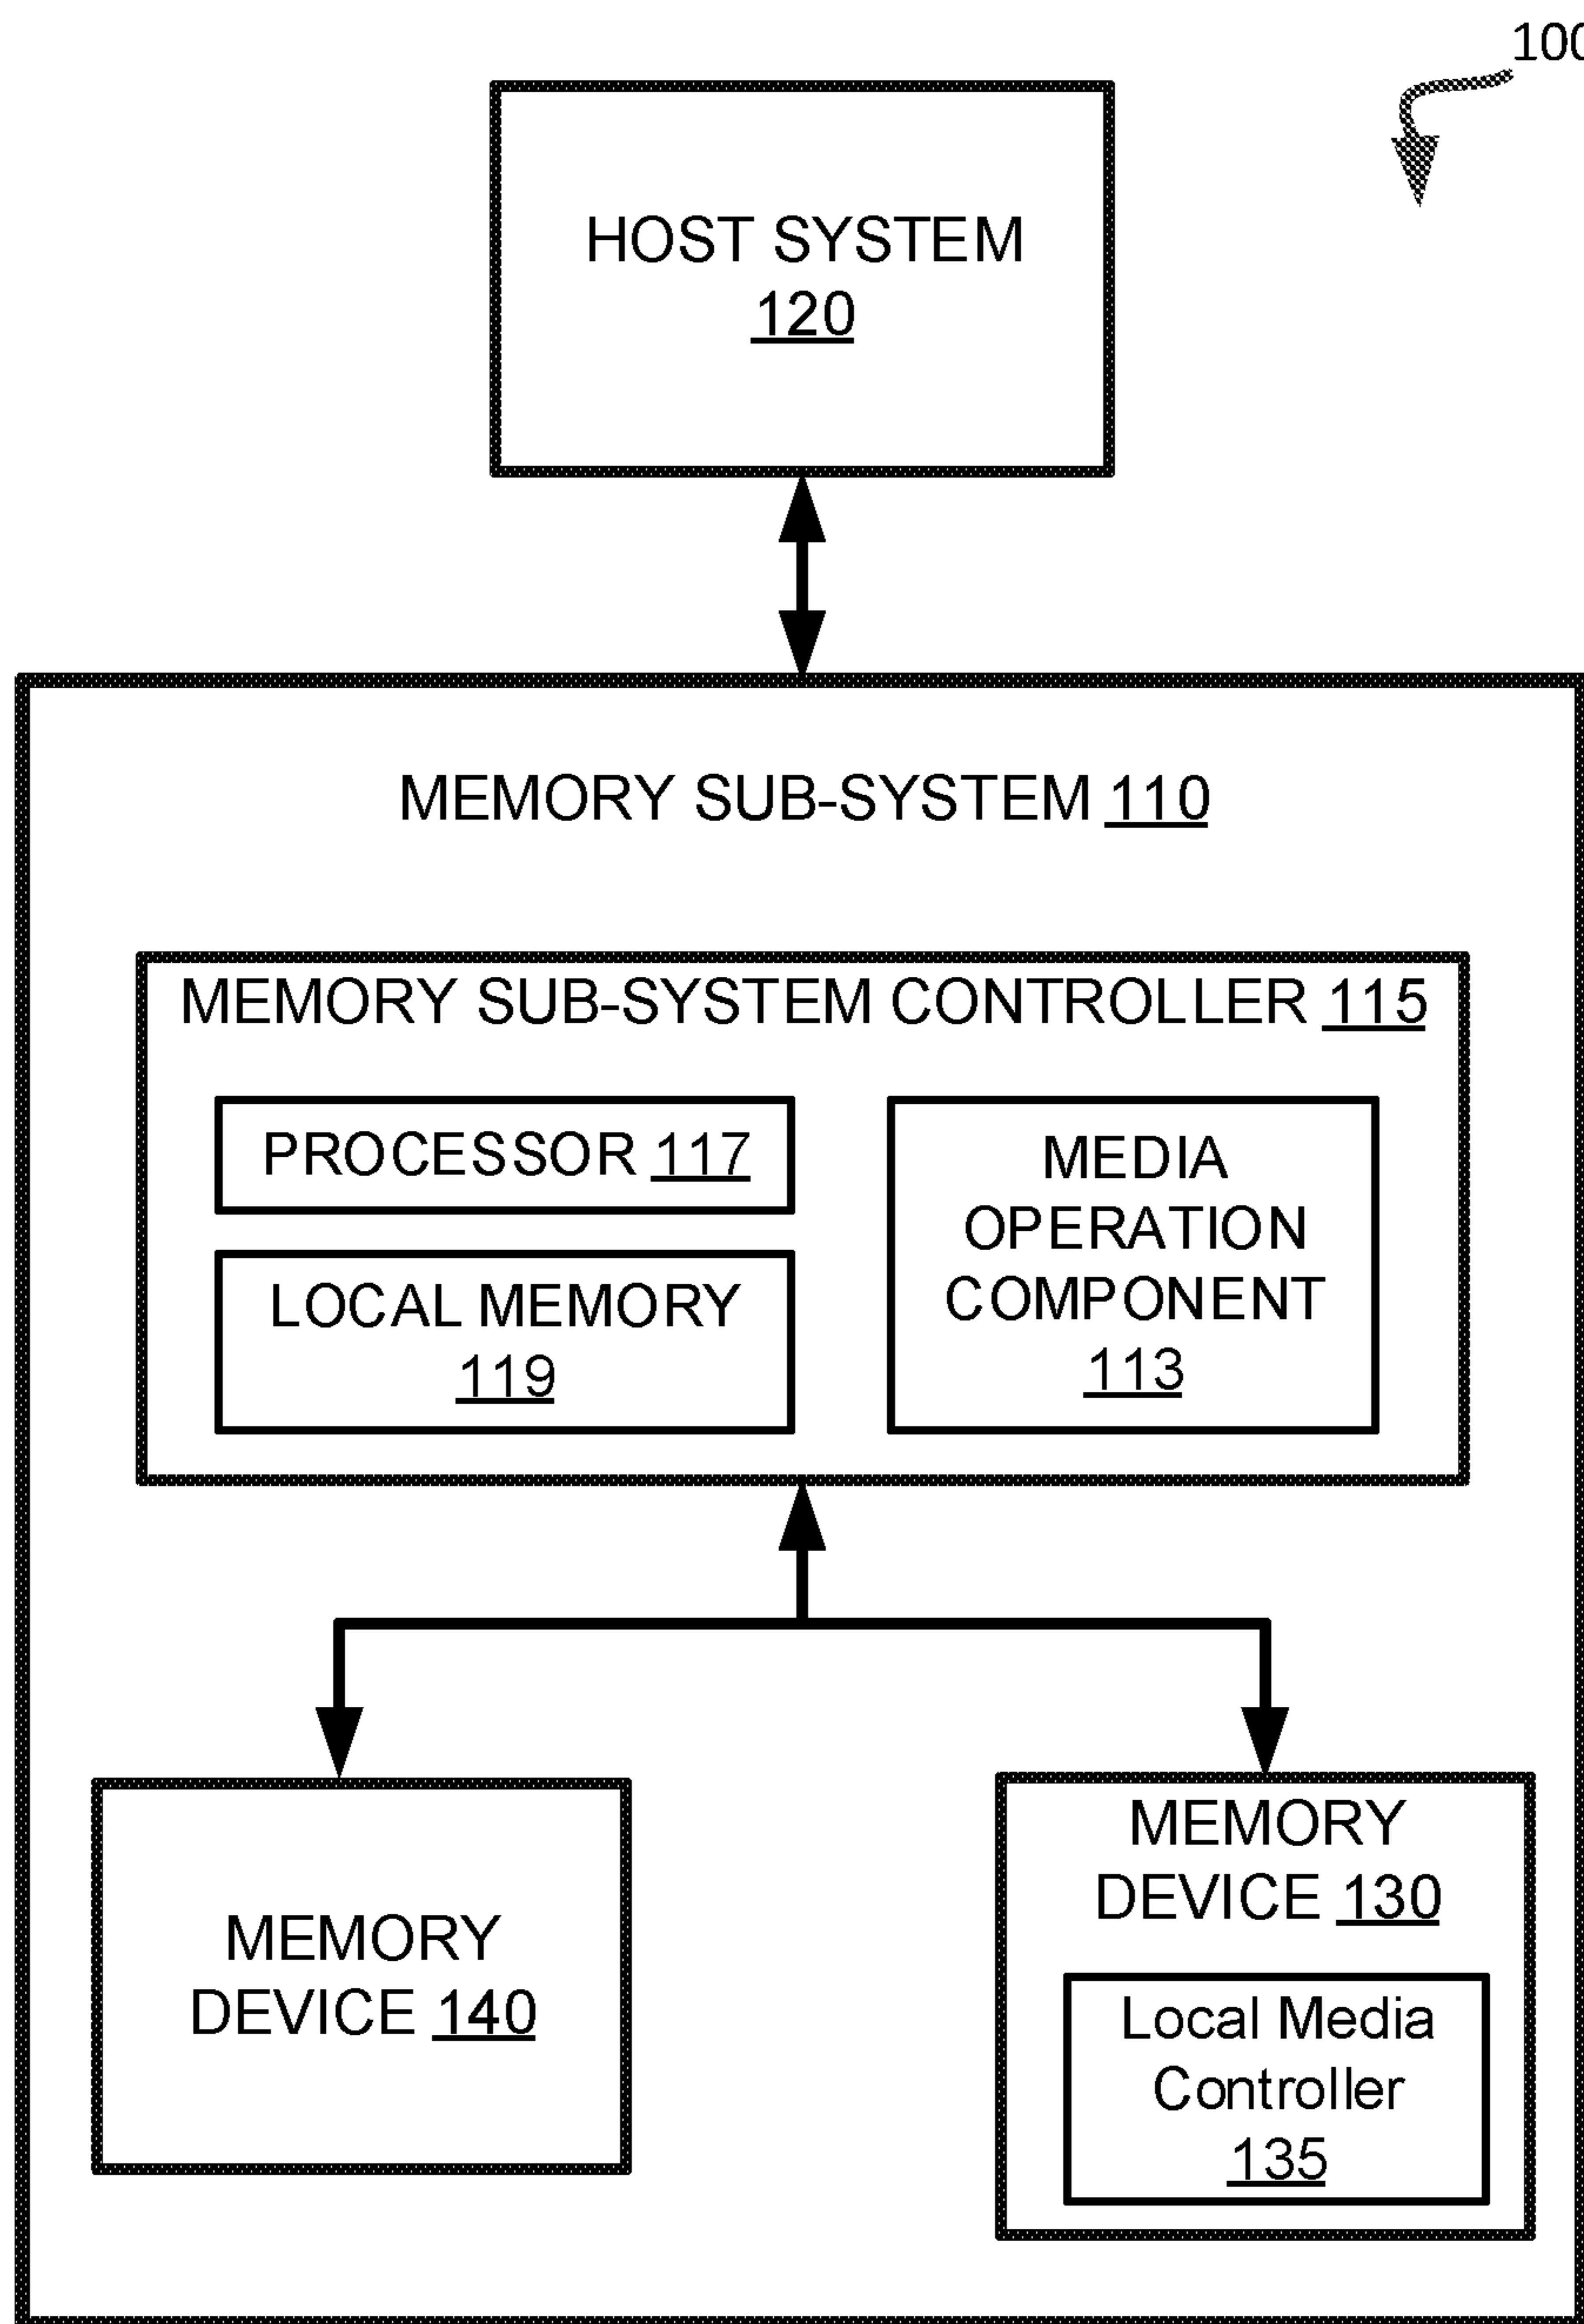 100
HOST SYSTEM
120
MEMORY SUB-SYSTEM 110
MEMORY SUB-SYSTEM CONTROLLER 115
PROCESSOR 117
LOCAL MEMORY
119
MEDIA
OPERATION
COMPONENT
113
MEMORY
DEVICE 140
MEMORY
DEVICE 130
Local Media
Controller
135